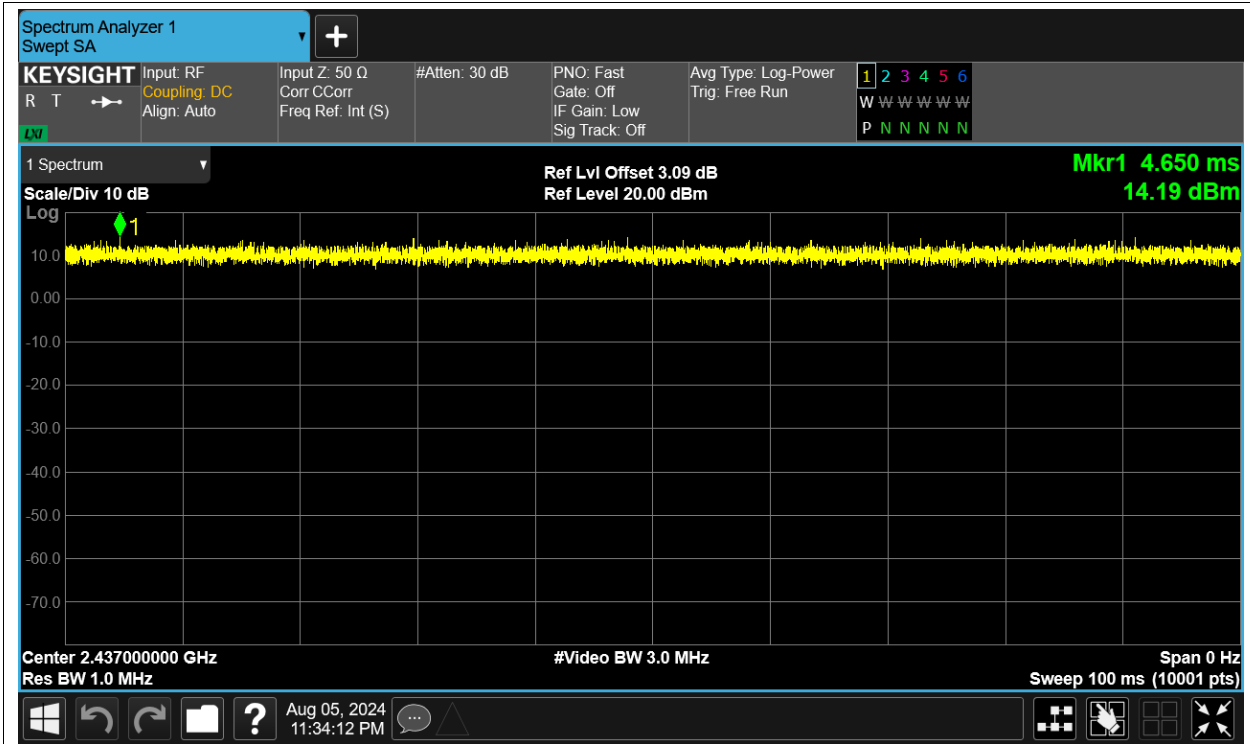 Spectrum Analyzer 1
Swept SA
KEYSIGHT
R T
LXI
Input: RF
Coupling: DC
Align: Auto
Input Z: 50 Ω
Corr CCorr
Freq Ref: Int (S)
#Atten: 30 dB
PNO: Fast
Gate: Off
IF Gain: Low
Sig Track: Off
Avg Type: Log-Power
Trig: Free Run
1 2 3 4 5 6
W W W W W W
P N N N N N
1 Spectrum
Scale/Div 10 dB
Log
Ref Lvl Offset 3.09 dB
Ref Level 20.00 dBm
Mkr1 4.650 ms
14.19 dBm
1
10.0
0.00
-10.0
-20.0
-30.0
-40.0
-50.0
-60.0
-70.0
Center 2.437000000 GHz
Res BW 1.0 MHz
#Video BW 3.0 MHz
Span 0 Hz
Sweep 100 ms (10001 pts)
?
Aug 05, 2024
11:34:12 PM